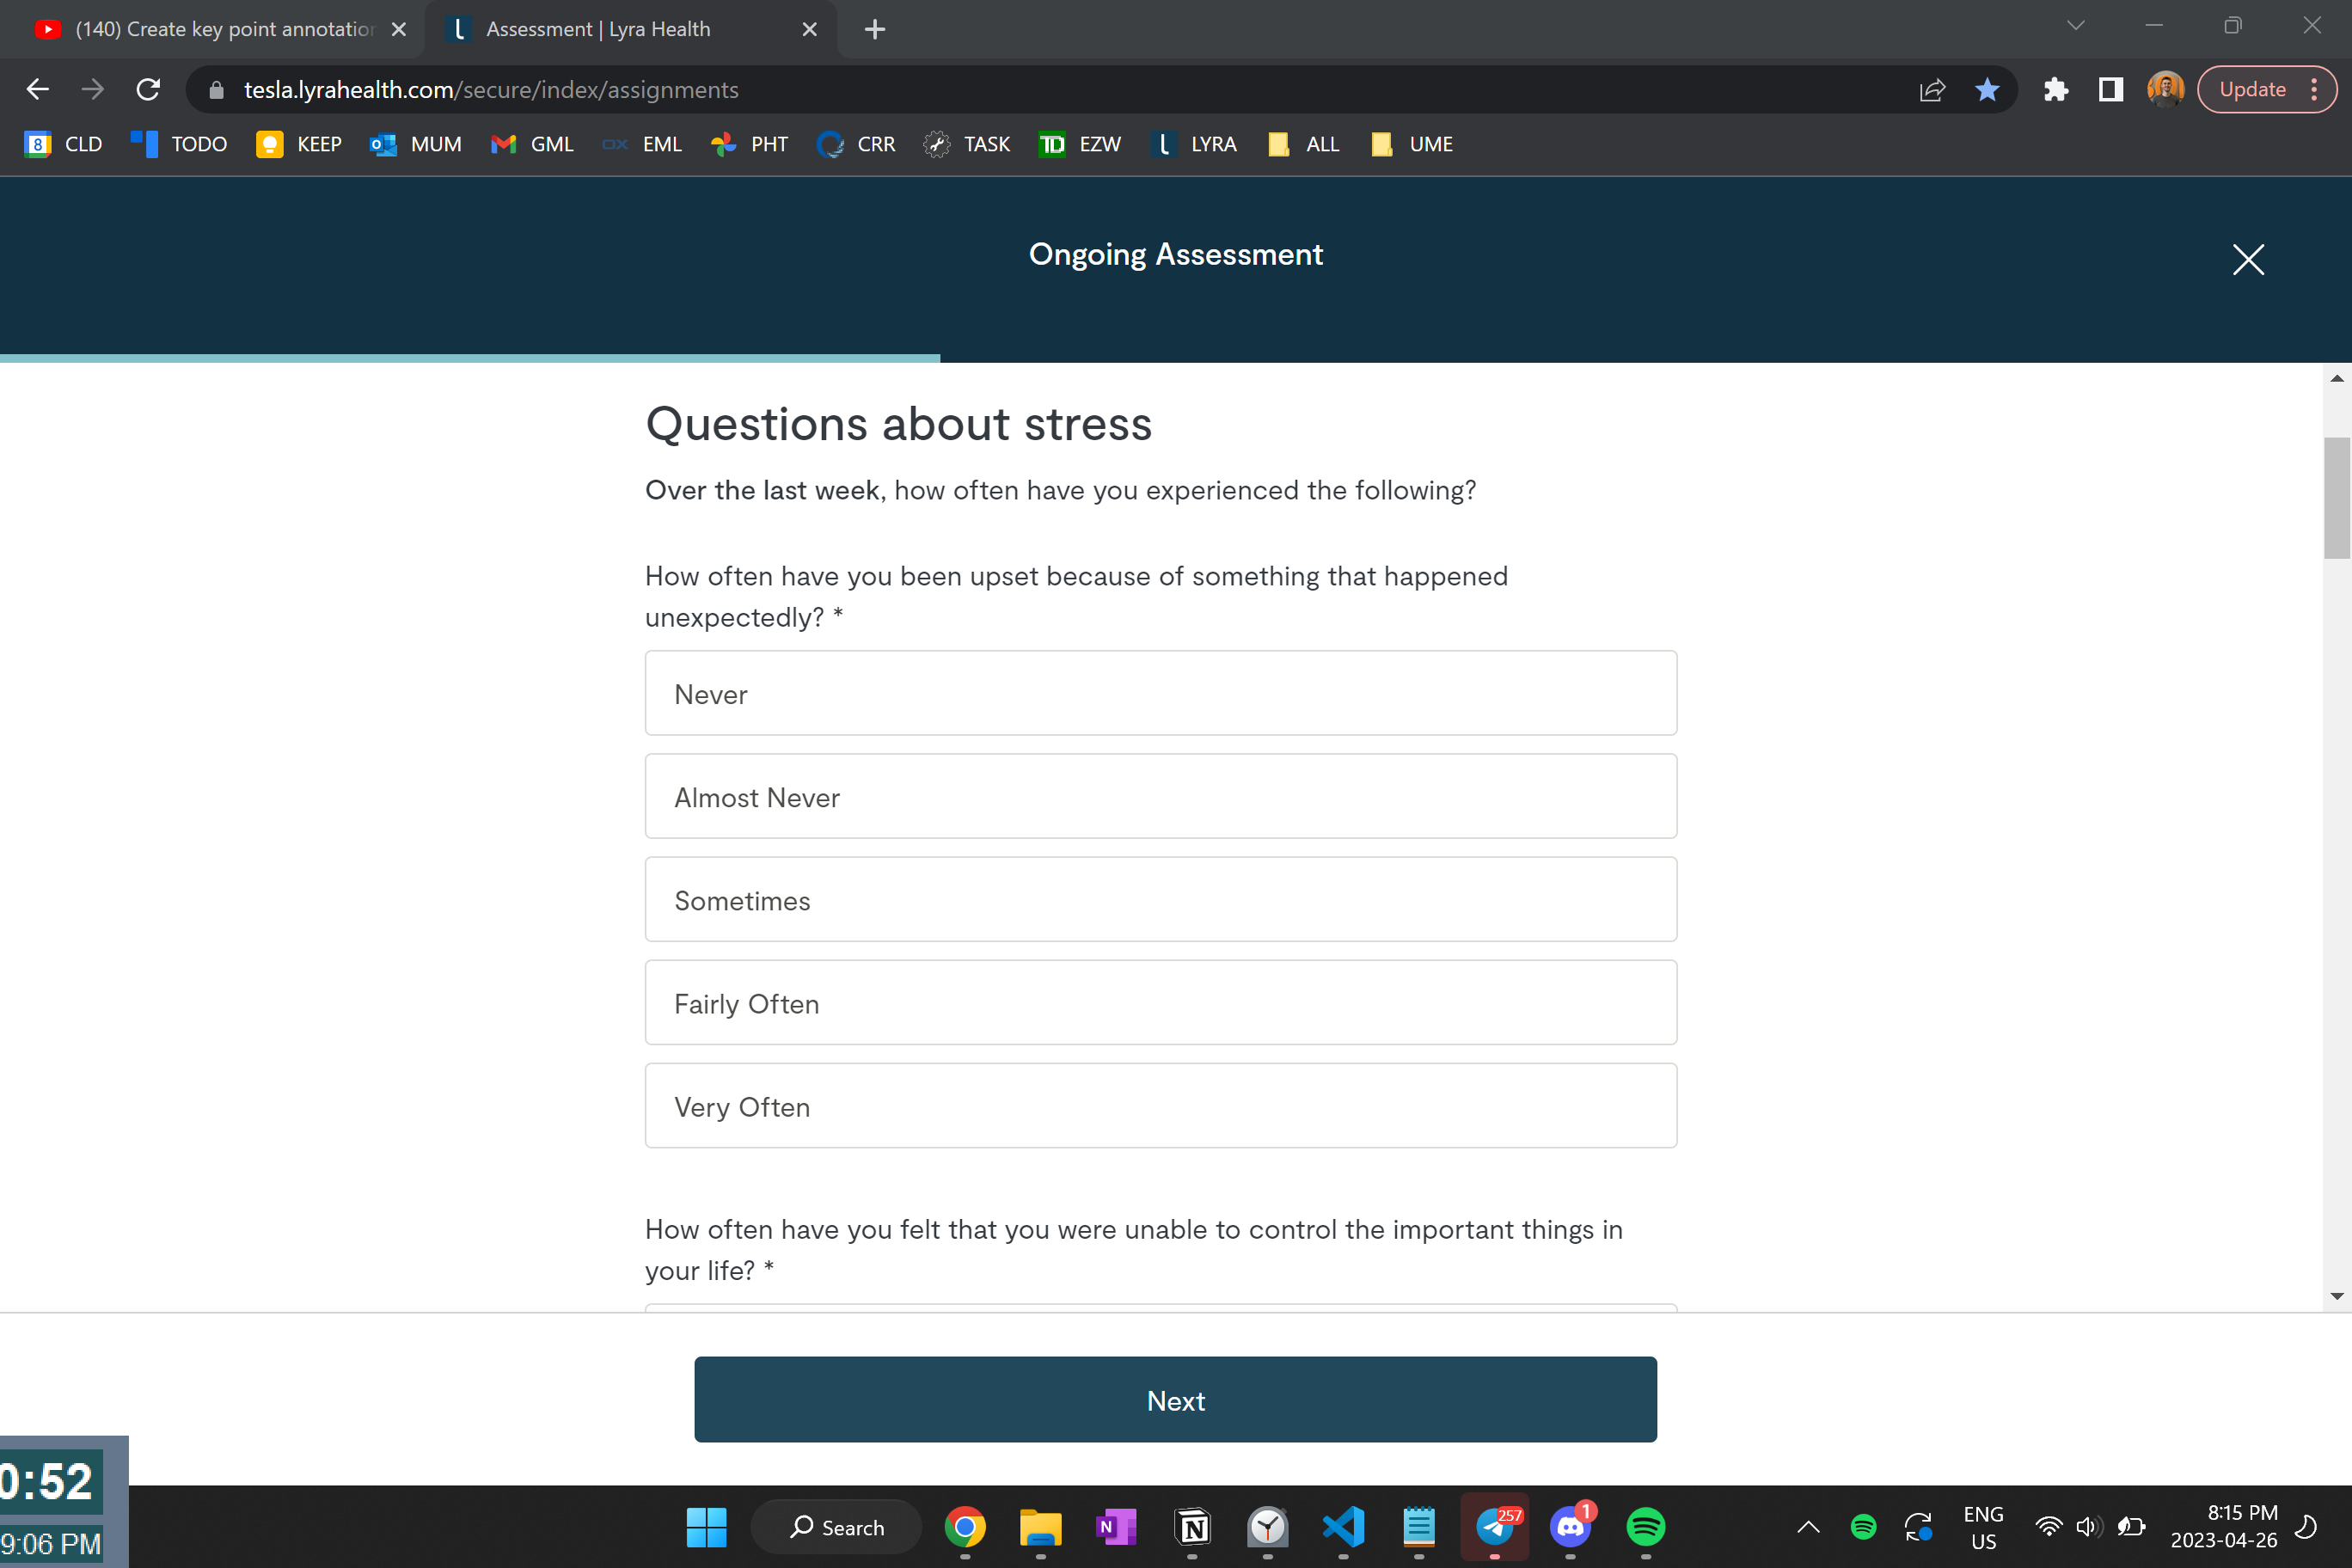 (140) Create key point annotation
Assessment | Lyra Health
tesla.lyrahealth.com/secure/index/assignments
Update
8 CLD
TODO
KEEP
MUM
GML
DX EML
PHT
CRR
TASK
TD EZW
LYRA
ALL
UME
Ongoing Assessment
Questions about stress
Over the last week, how often have you experienced the following?
How often have you been upset because of something that happened
unexpectedly? *
Never
Almost Never
Sometimes
Fairly Often
Very Often
How often have you felt that you were unable to control the important things in
your life? *
Next
0:52
9:06 PM
Search
257
1
ENG
US
8:15 PM
2023-04-26